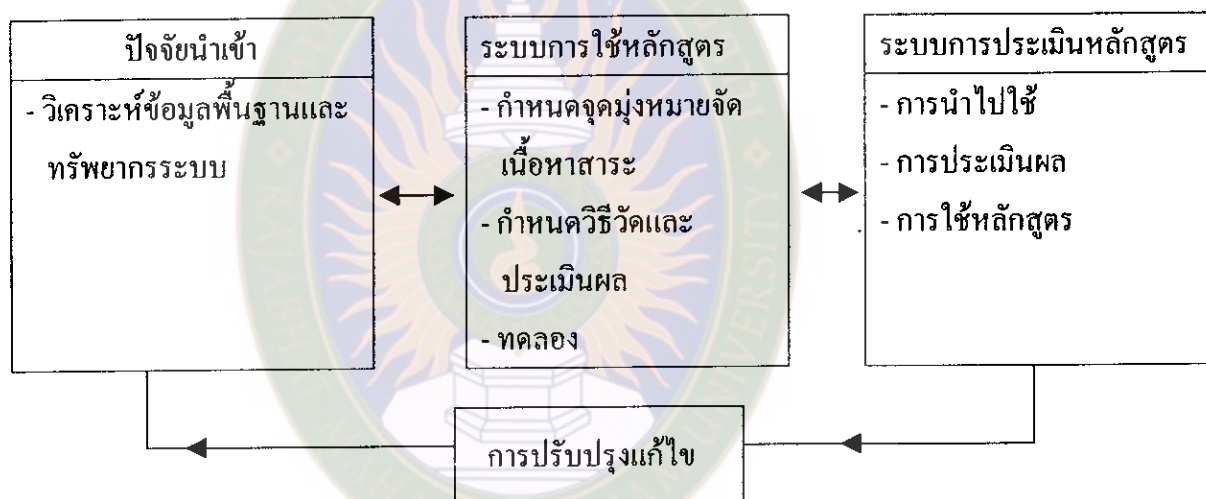 ปัจจัยนำเข้า
- วิเคราะห์ข้อมูลพื้นฐานและ
ทรัพยากรระบบ
ระบบการใช้หลักสูตร
- กำหนดจุดมุ่งหมายจัด
เนื้อหาสาระ
- กำหนดวิธีวัดและ
ประเมินผล
- ทดลอง
ระบบการประเมินหลักสูตร
- การนำไปใช้
- การประเมินผล
- การใช้หลักสูตร
การปรับปรุงแก้ไข